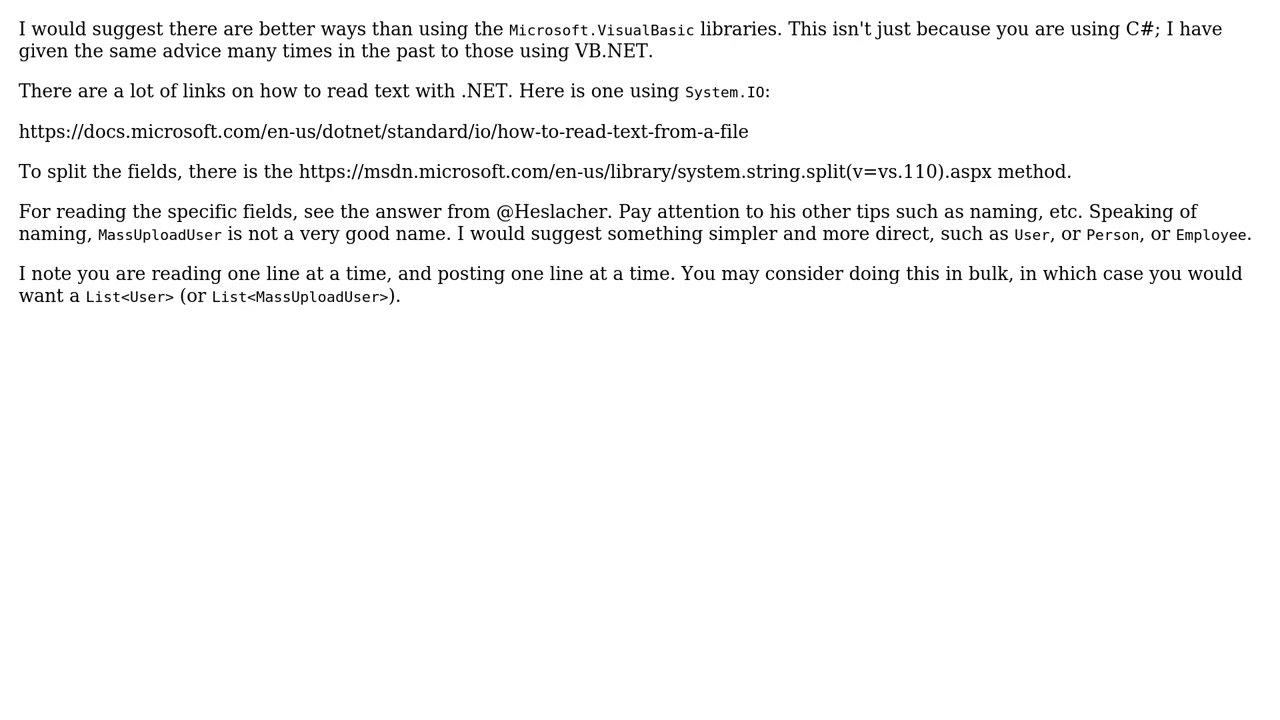 I would suggest there are better ways than using the Microsoft.VisualBasic libraries. This isn't just because you are using C#; I have
given the same advice many times in the past to those using VB.NET.
There are a lot of links on how to read text with .NET. Here is one using System.IO:
https://docs.microsoft.com/en-us/dotnet/standard/io/how-to-read-text-from-a-file
To split the fields, there is the https://msdn.microsoft.com/en-us/library/system.string.split(v=vs.110).aspx method.
For reading the specific fields, see the answer from @Heslacher. Pay attention to his other tips such as naming, etc. Speaking of
naming, MassUploadUser is not a very good name. I would suggest something simpler and more direct, such as User, or Person, or Employee.
I note you are reading one line at a time, and posting one line at a time. You may consider doing this in bulk, in which case you would
want a List<User> (or List<MassUploadUser>).